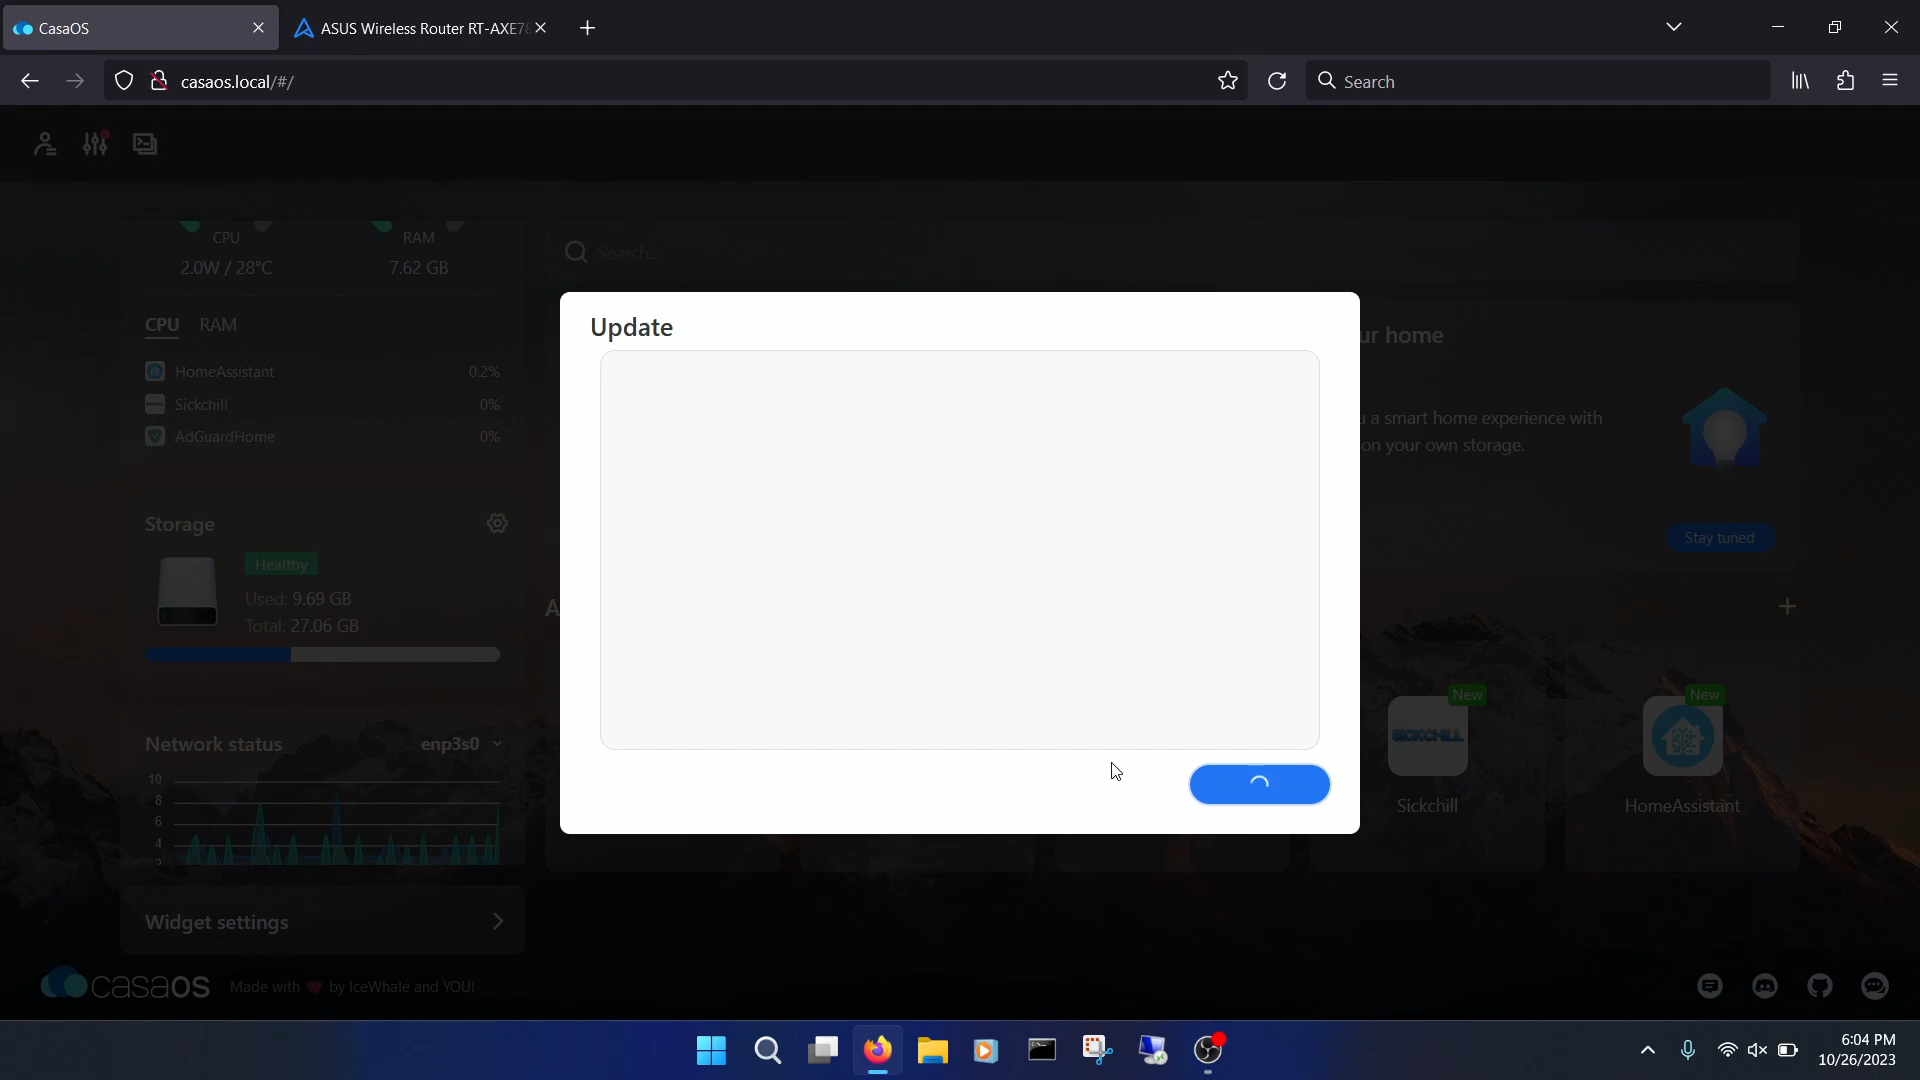 CasaOS
ASUS Wireless Router RT-AXE78
casaos.local/#/
Search
CPU
RAM
2.0W / 28°C
7.62 GB
Search...
CPU RAM
HomeAssistant 0.2%
Sickchill 0%
AdGuardHome 0%
Update
ur home
a smart home experience with
on your own storage.
Stay tuned
Storage
Healthy
Used: 9.69 GB
Total: 27.06 GB
A
Network status enp3s0
10
8
6
4
2
New
SICKCHILL
Sickchill
New
HomeAssistant
Widget settings
casaos
Made with ❤ by IceWhale and YOU!
6:04 PM
10/26/2023